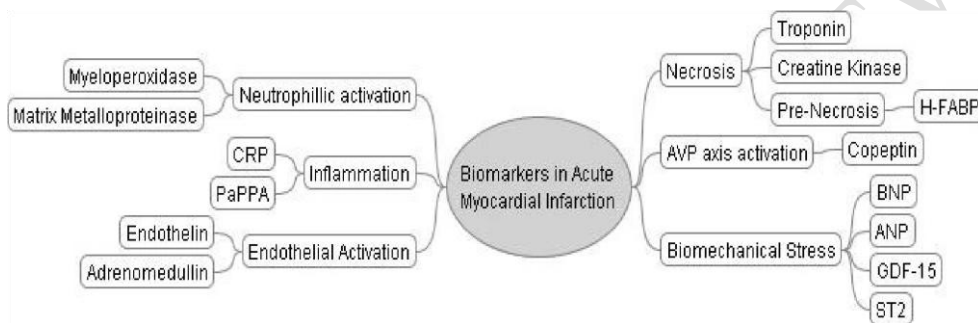 Myeloperoxidase
Matrix Metalloproteinase
Neutrophillic activation
CRP
PaPPA
Inflammation
Endothelin
Adrenomedullin
Endothelial Activation
Biomarkers in Acute
Myocardial Infarction
Necrosis
Troponin
Creatine Kinase
Pre-Necrosis
H-FABP
AVP axis activation
Copeptin
Biomechanical Stress
BNP
ANP
GDF-15
ST2